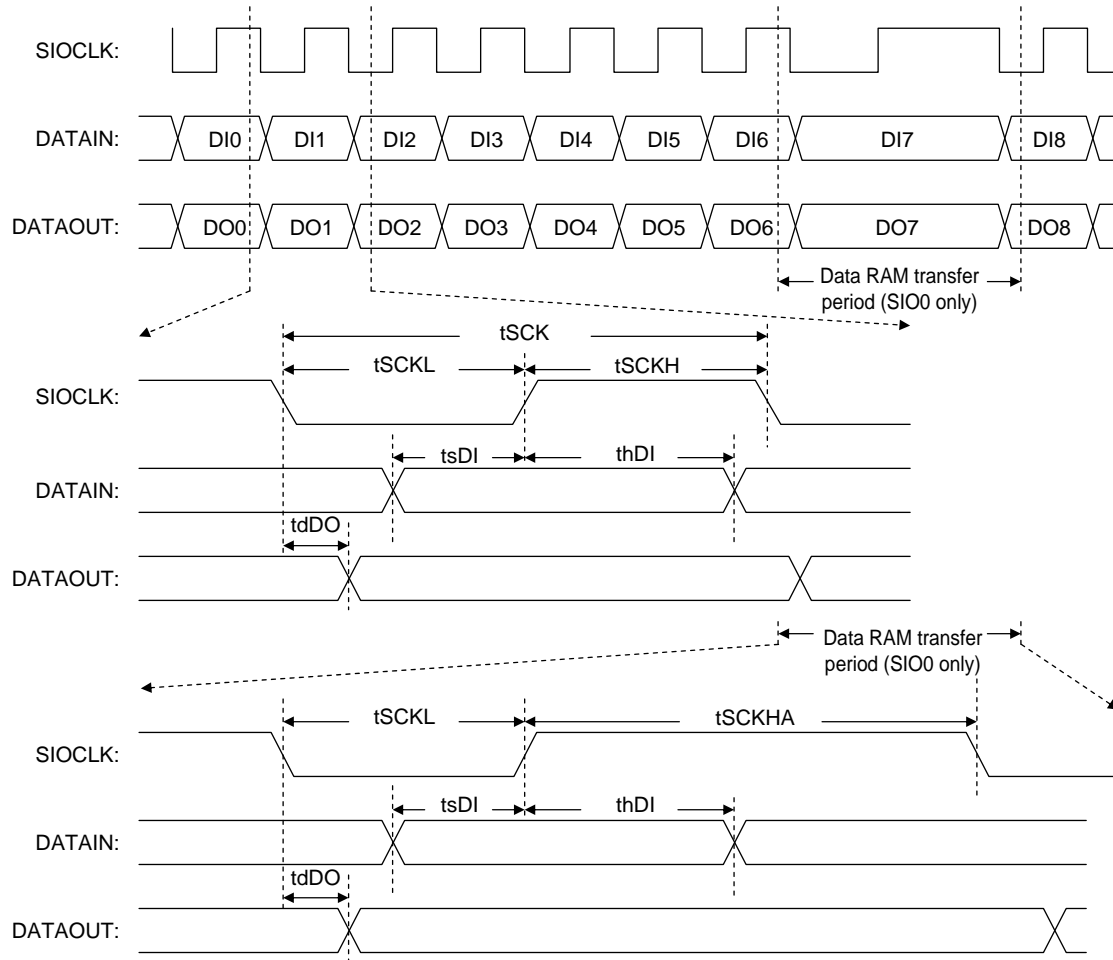 SIOCLK:
DATAIN: DI0 DI1 DI2 DI3 DI4 DI5 DI6 DI7 DI8
DATAOUT: DO0 DO1 DO2 DO3 DO4 DO5 DO6 DO7 DO8
Data RAM transfer
period (SIO0 only)
tSCK
tSCKL tSCKH
SIOCLK:
tsDI thDI
DATAIN:
tdDO
DATAOUT:
Data RAM transfer
period (SIO0 only)
tSCKL tSCKHA
SIOCLK:
tsDI thDI
DATAIN:
tdDO
DATAOUT: